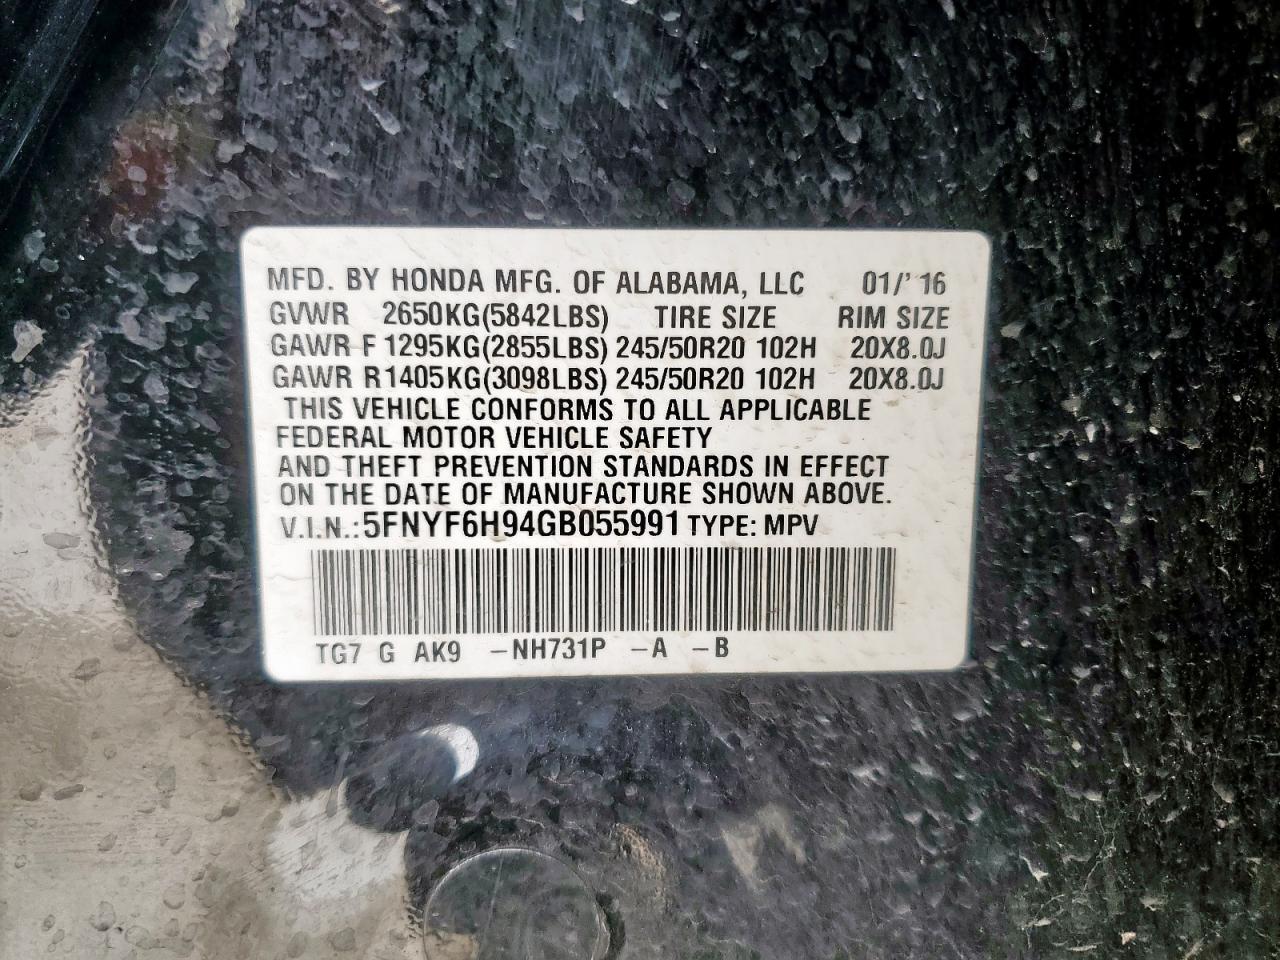 MFD. BY HONDA MFG. OF ALABAMA, LLC 01/'16
GVWR 2650KG(5842LBS) TIRE SIZE RIM SIZE
GAWR F 1295KG(2855LBS) 245/50R20 102H 20X8.0J
GAWR R1405KG(3098LBS) 245/50R20 102H 20X8.0J
THIS VEHICLE CONFORMS TO ALL APPLICABLE
FEDERAL MOTOR VEHICLE SAFETY
AND THEFT PREVENTION STANDARDS IN EFFECT
ON THE DATE OF MANUFACTURE SHOWN ABOVE.
V.I.N.:5FNYF6H94GB055991 TYPE: MPV
TG7 G AK9 -NH731P -A -B